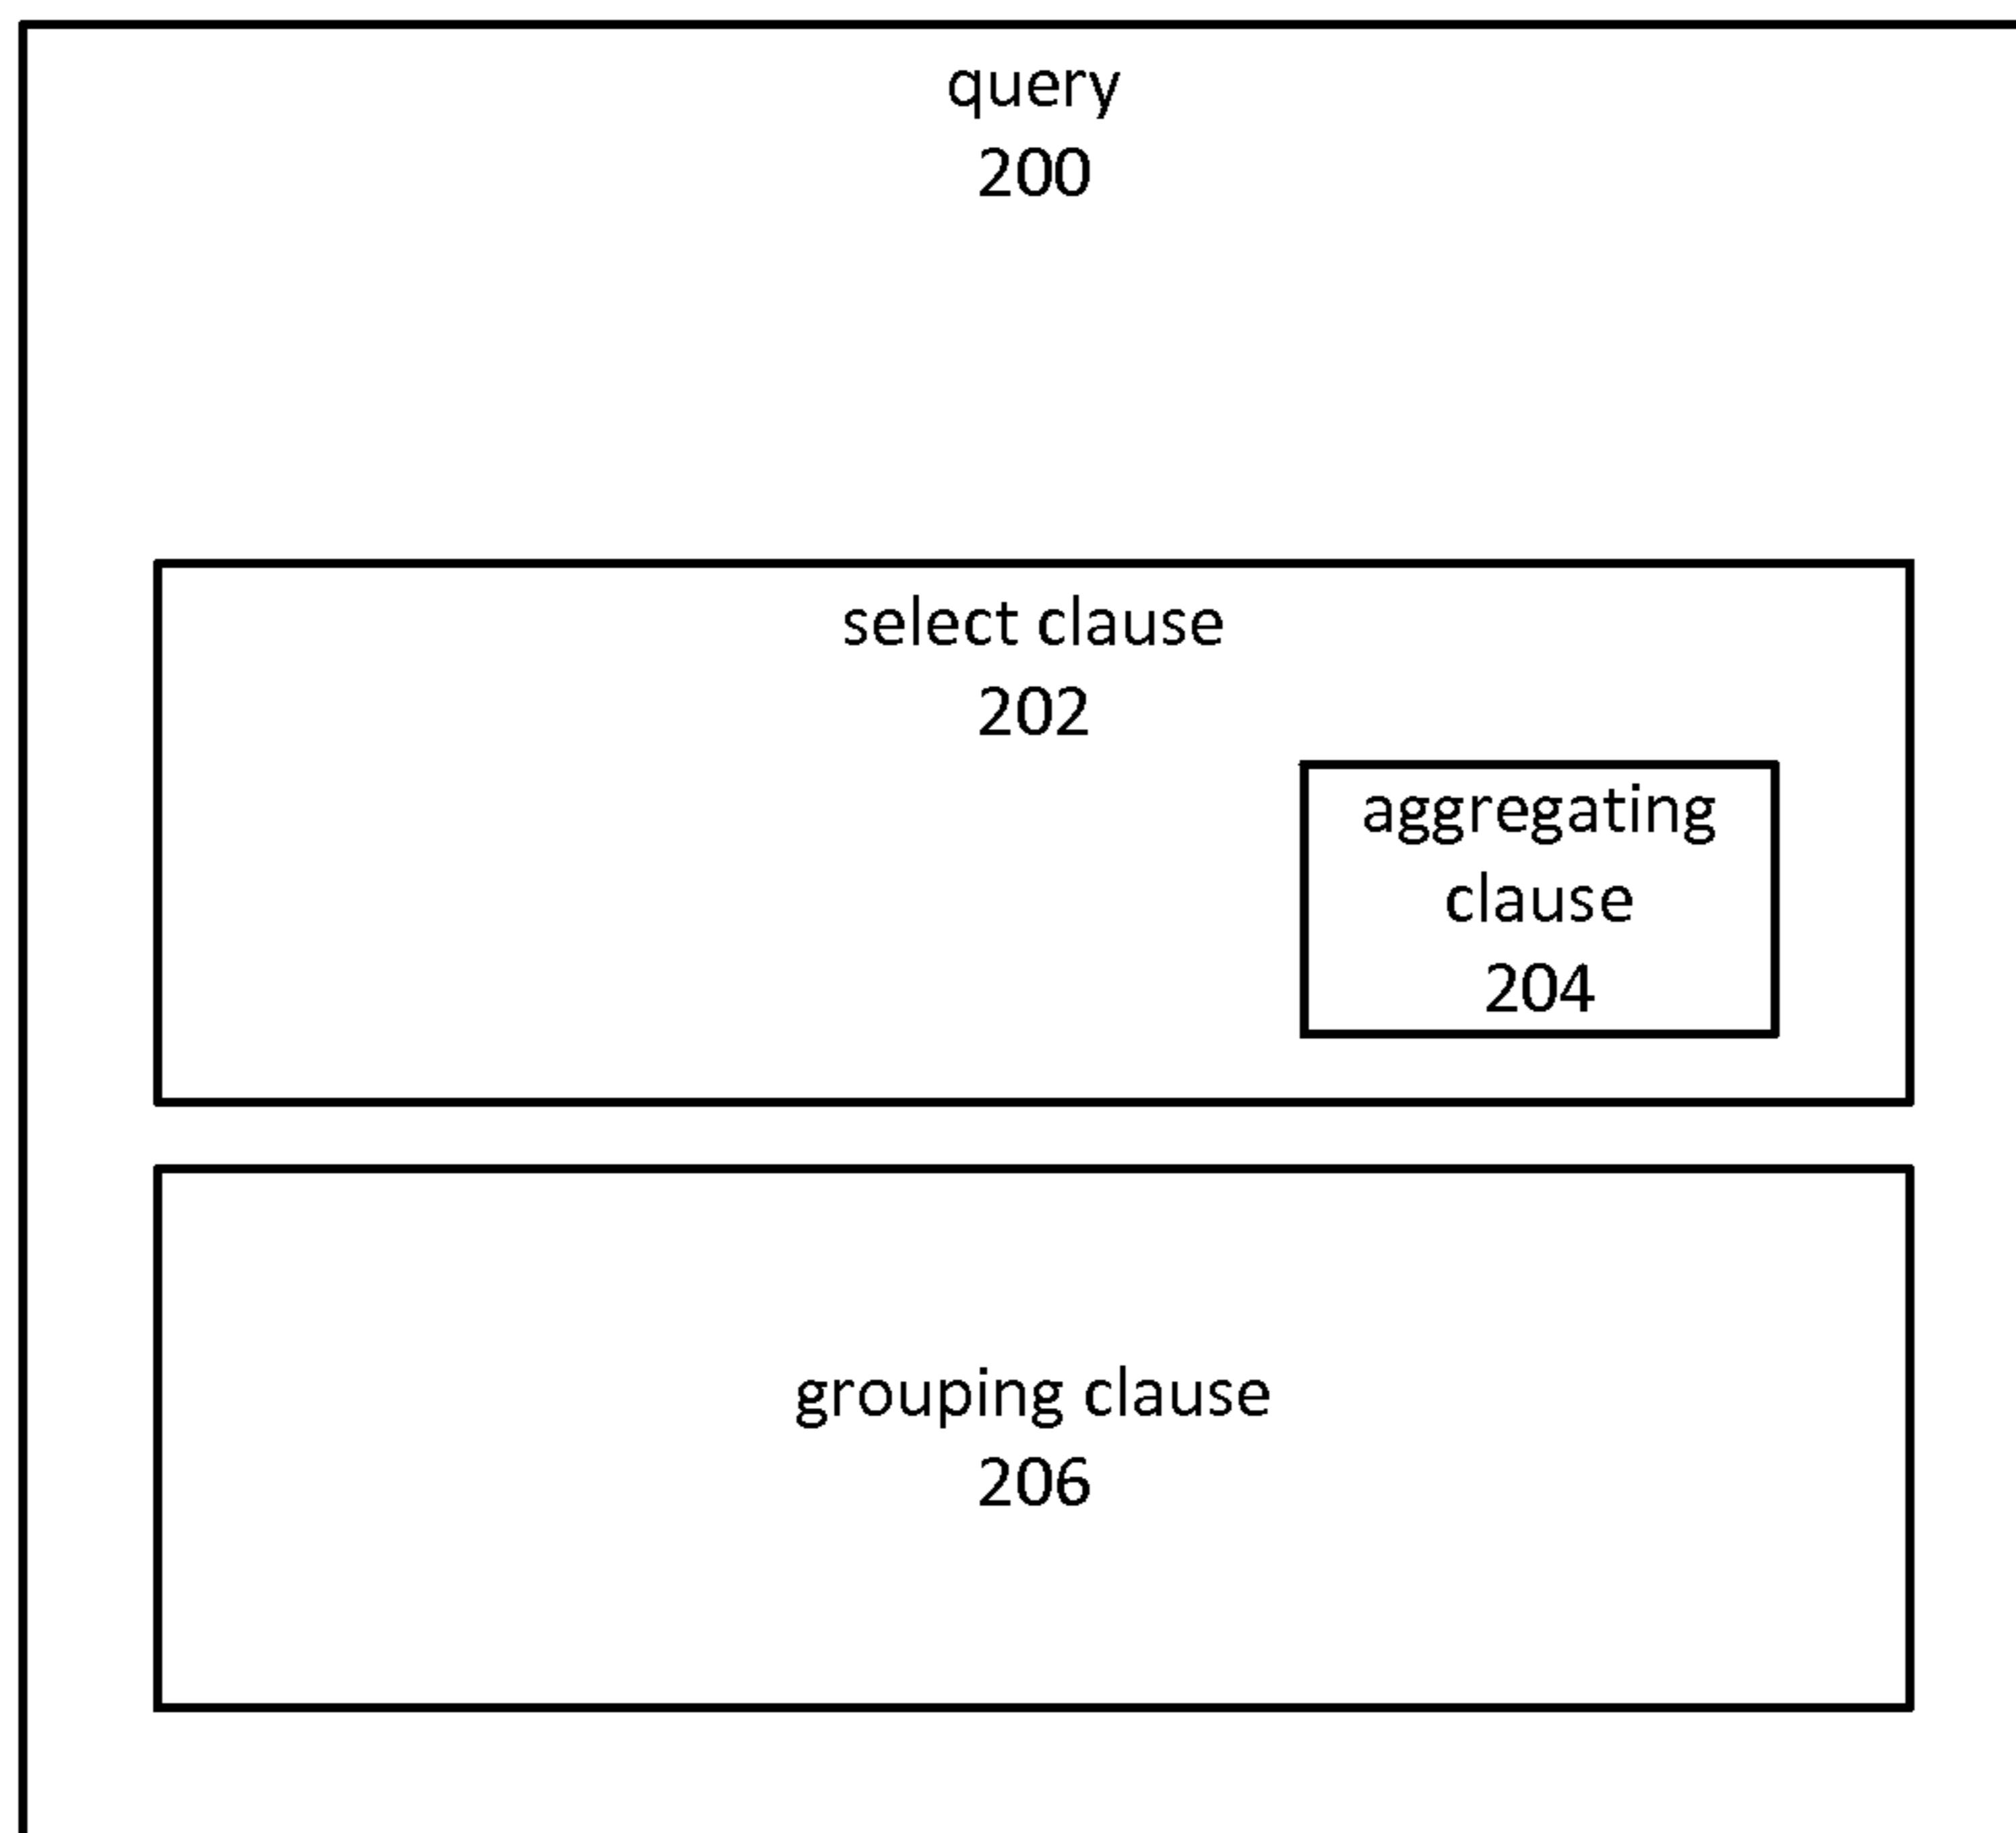 query
200
select clause
202
aggregating
clause
204
grouping clause
206